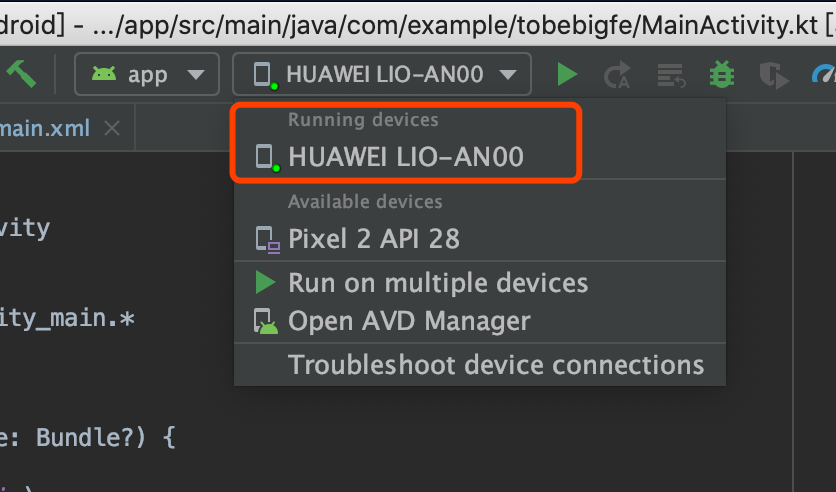 droid] - .../app/src/main/java/com/example/tobebigfe/MainActivity.kt [
app
HUAWEI LIO-AN00
main.xml
Running devices
HUAWEI LIO-AN00
Available devices
Pixel 2 API 28
Run on multiple devices
Open AVD Manager
Troubleshoot device connections
vity
ity_main.*
e: Bundle?) {